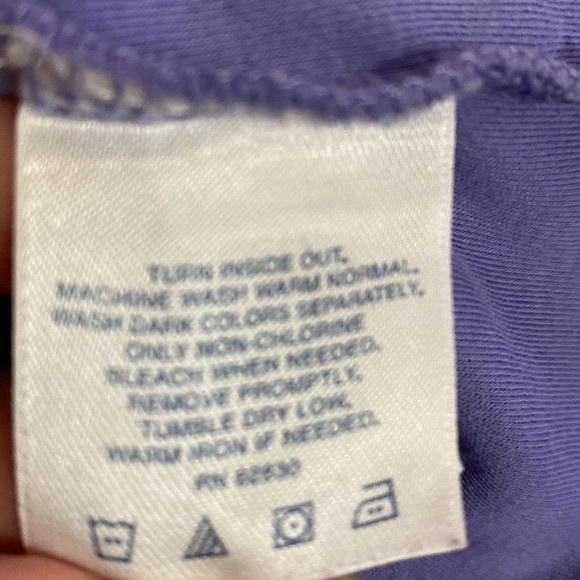 TURN INSIDE OUT.
MACHINE WASH WARM NORMAL.
WASH DARK COLORS SEPARATELY.
ONLY NON-CHLORINE
BLEACH WHEN NEEDED.
REMOVE PROMPTLY.
TUMBLE DRY LOW.
WARM IRON IF NEEDED.
RN